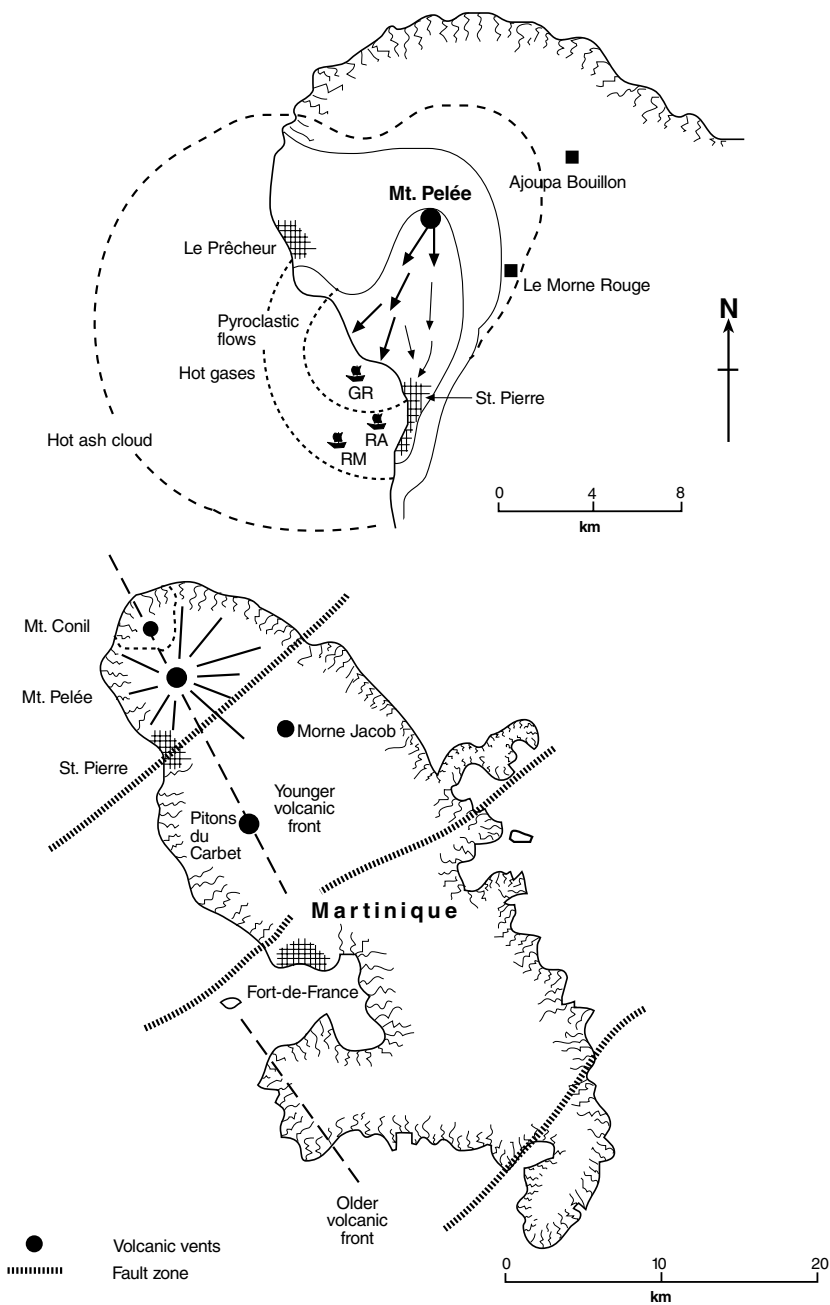 Ajoupa Bouillon
Mt. Pelée
Le Prêcheur
Le Morne Rouge
N
Pyroclastic
flows
Hot gases
GR
St. Pierre
RA
Hot ash cloud
RM
0 4 8
km
Mt. Conil
Mt. Pelée
Morne Jacob
St. Pierre
Younger
volcanic
front
Pitons
du
Carbet
Martinique
Fort-de-France
Older
volcanic
front
Volcanic vents
Fault zone
0 10 20
km